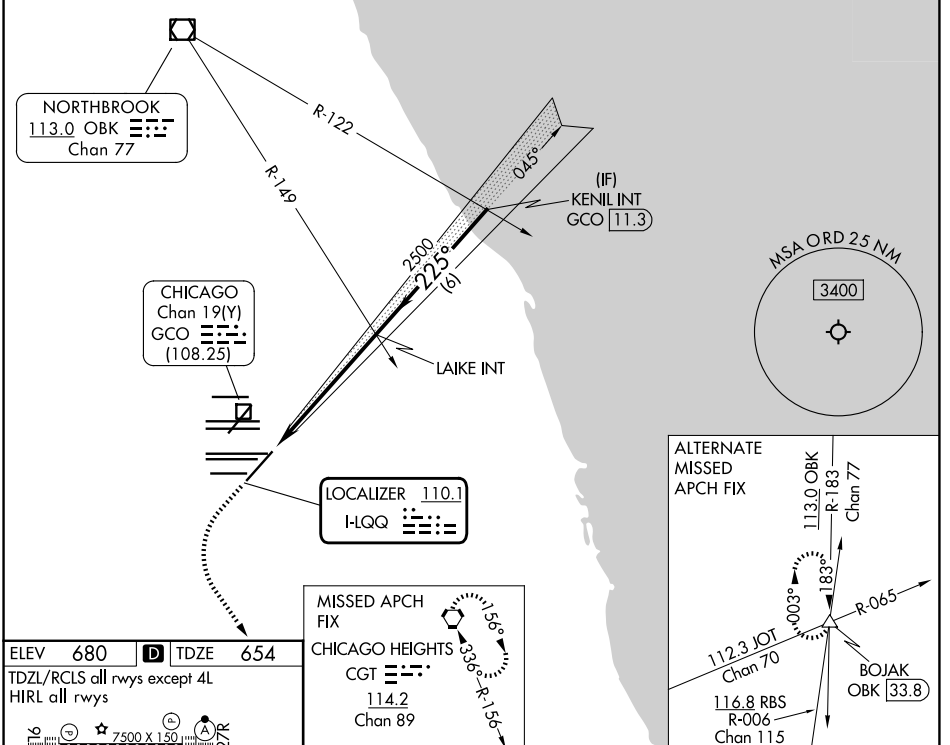 NORTHBROOK
113.0 OBK
Chan 77
R-122
R-149
045°
(IF)
KENIL INT
GCO 11.3
2500
225°
(6)
MSA ORD 25 NM
3400
CHICAGO
Chan 19(Y)
GCO
(108.25)
LAIKE INT
LOCALIZER 110.1
I-LQQ
ALTERNATE
MISSED
APCH FIX
113.0 OBK
R-183
Chan 77
003°
183°
R-065
112.3 JOT
Chan 70
116.8 RBS
R-006
Chan 115
BOJAK
OBK 33.8
MISSED APCH
FIX
CHICAGO HEIGHTS
CGT
114.2
Chan 89
156°
336°
R-156
ELEV 680 D TDZE 654
TDZL/RCLS all rwys except 4L
HIRL all rwys
7500 X 150
P
A